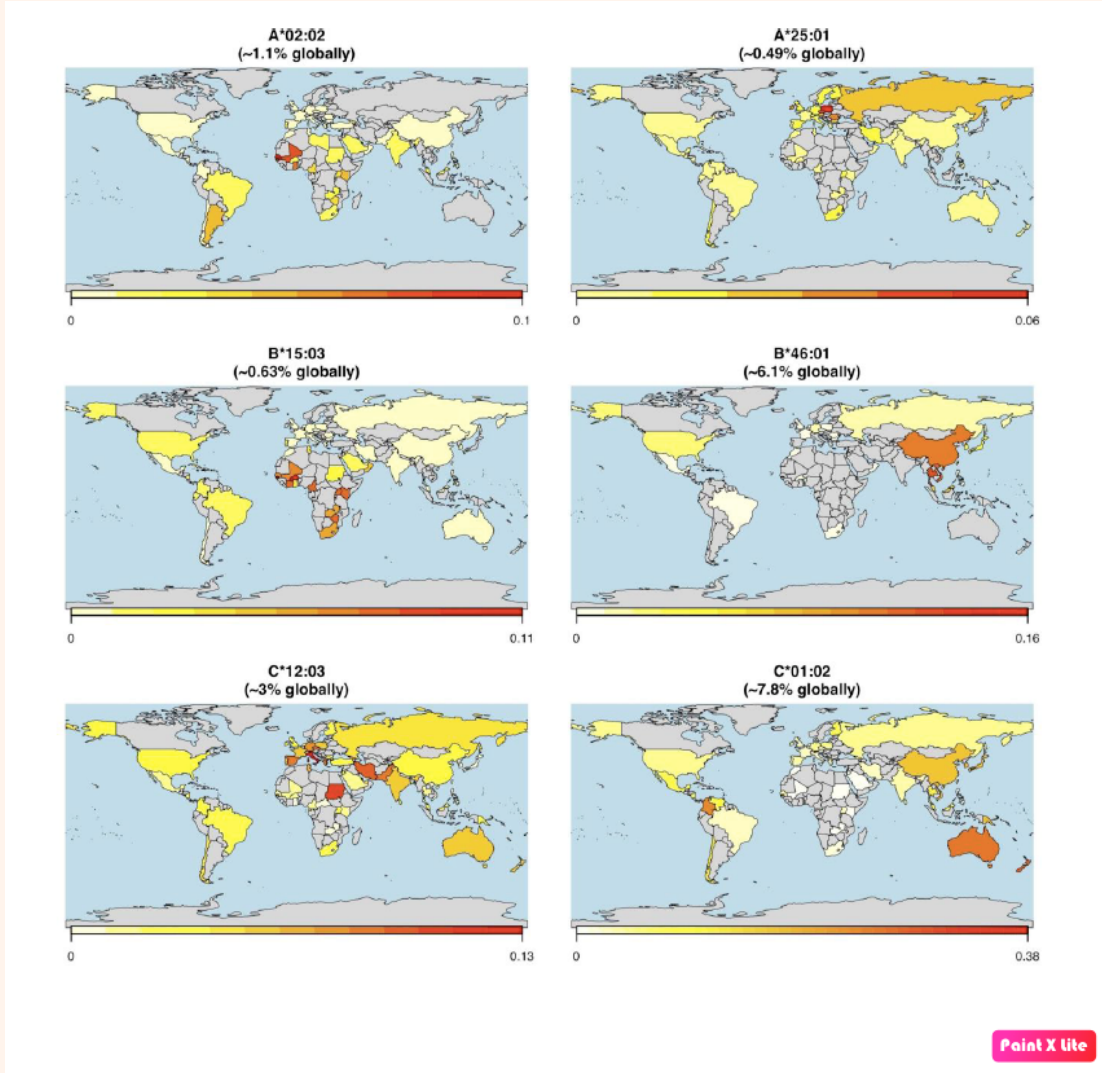 A*02:02
(~1.1% globally)
0
0.1
A*25:01
(~0.49% globally)
0
0.06
B*15:03
(~0.63% globally)
0
0.11
B*46:01
(~6.1% globally)
0
0.16
C*12:03
(~3% globally)
0
0.13
C*01:02
(~7.8% globally)
0
0.38
Paint X Lite